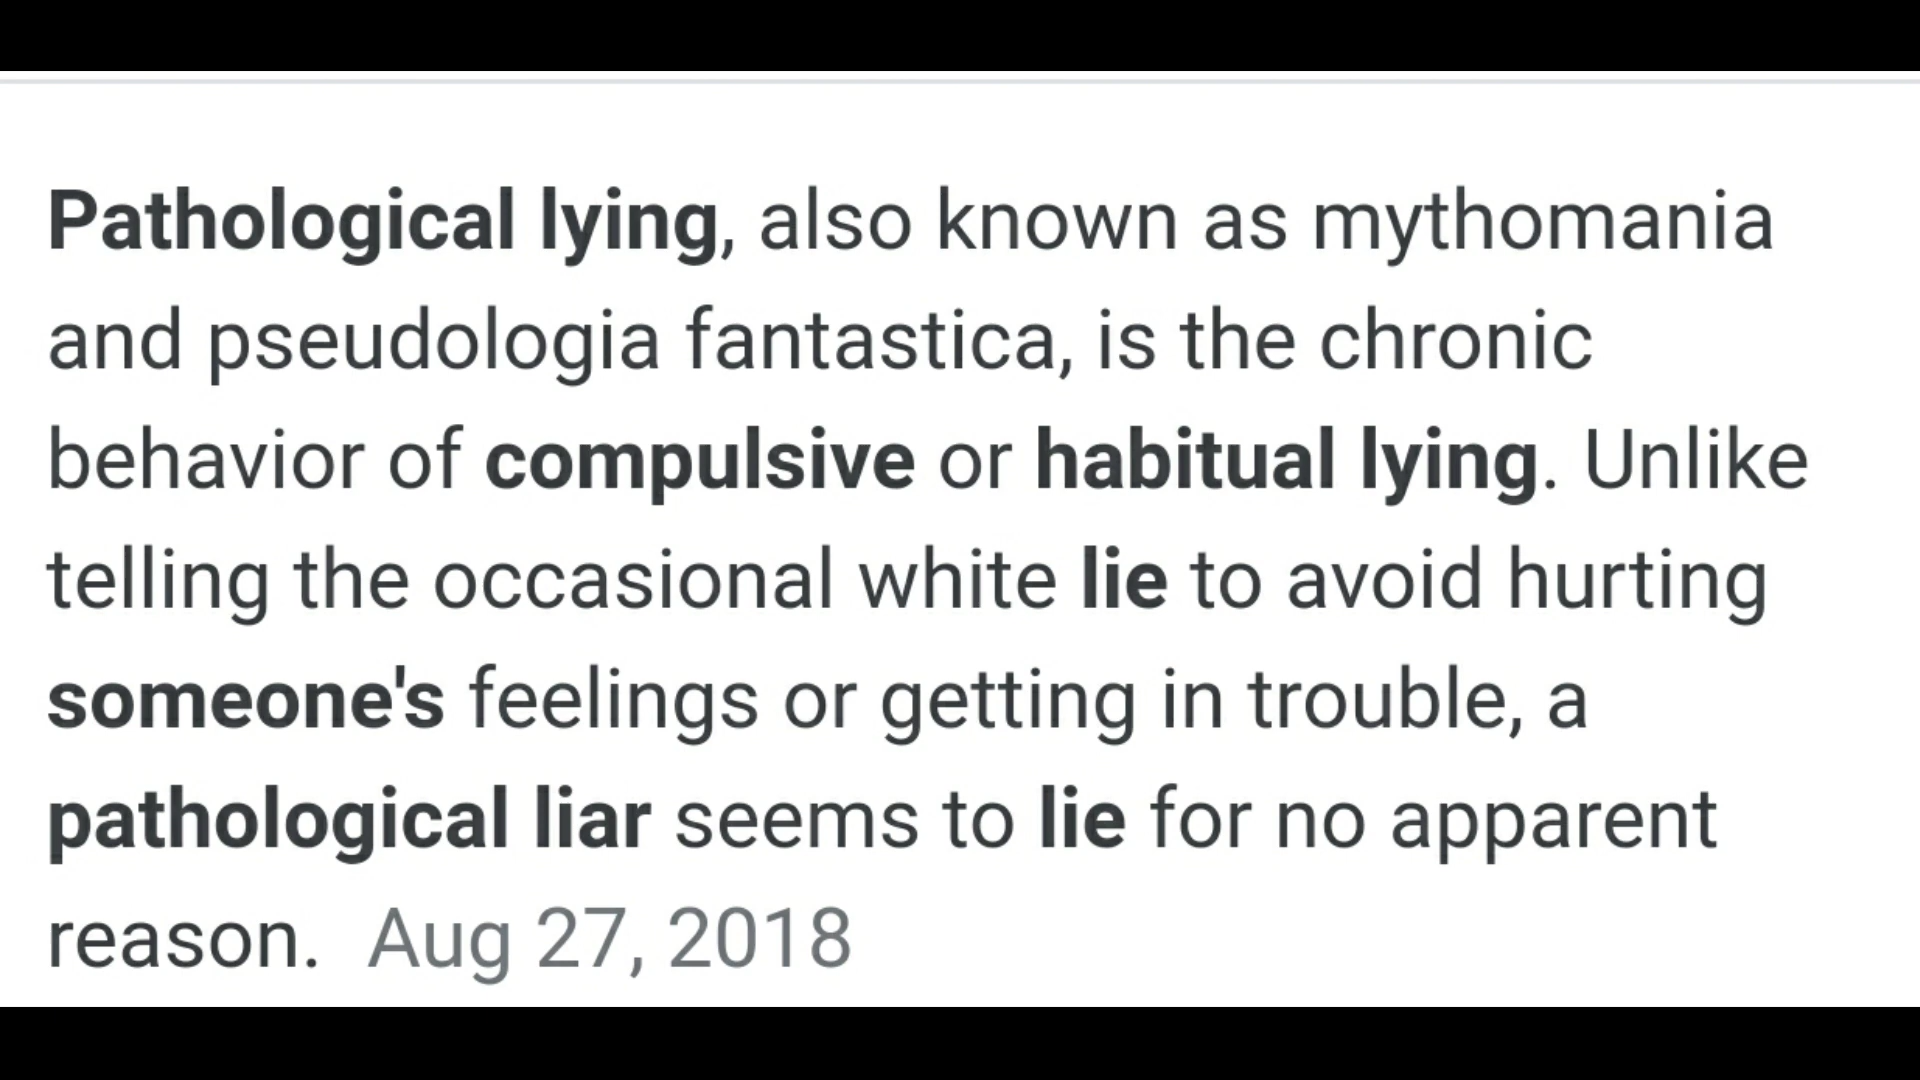 Pathological lying, also known as mythomania
and pseudologia fantastica, is the chronic
behavior of compulsive or habitual lying. Unlike
telling the occasional white lie to avoid hurting
someone's feelings or getting in trouble, a
pathological liar seems to lie for no apparent
reason. Aug 27, 2018